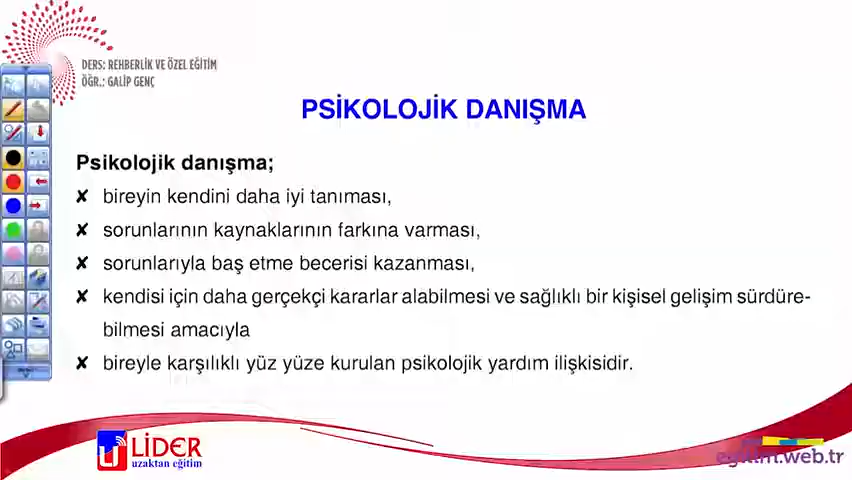 DERS: REHBERLİK VE ÖZEL EĞİTİM
ÖĞR.: GALİP GENÇ
PSİKOLOJİK DANIŞMA
Psikolojik danışma;
✘ bireyin kendini daha iyi tanıması,
✘ sorunlarının kaynaklarının farkına varması,
✘ sorunlarıyla baş etme becerisi kazanması,
✘ kendisi için daha gerçekçi kararlar alabilmesi ve sağlıklı bir kişisel gelişim sürdüre-
bilmesi amacıyla
✘ bireyle karşılıklı yüz yüze kurulan psikolojik yardım ilişkisidir.
LİDER
uzaktan eğitim
egitim.web.tr